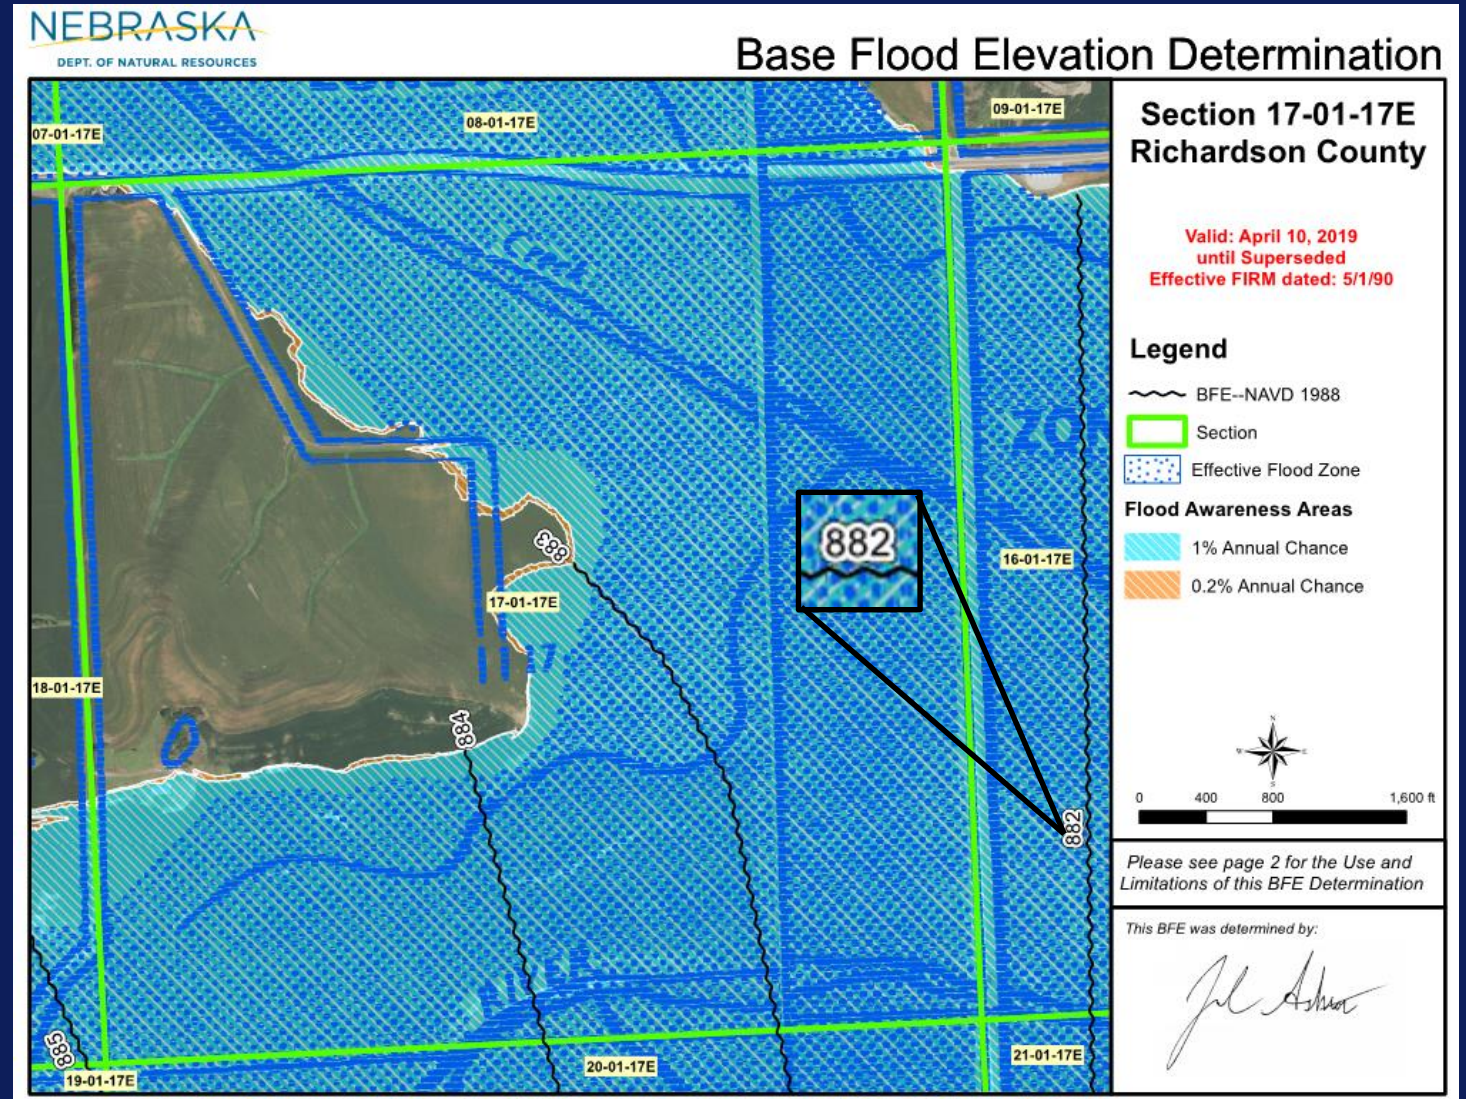 NEBRASKA
DEPT. OF NATURAL RESOURCES
Base Flood Elevation Determination
07-01-17E
08-01-17E
09-01-17E
ZON
882
883
16-01-17E
17-01-17E
18-01-17E
884
882
885
19-01-17E
20-01-17E
21-01-17E
Section 17-01-17E
Richardson County
Valid: April 10, 2019
until Superseded
Effective FIRM dated: 5/1/90
Legend
BFE--NAVD 1988
Section
Effective Flood Zone
Flood Awareness Areas
1% Annual Chance
0.2% Annual Chance
N
W E
S
0 400 800 1,600 ft
Please see page 2 for the Use and
Limitations of this BFE Determination
This BFE was determined by: